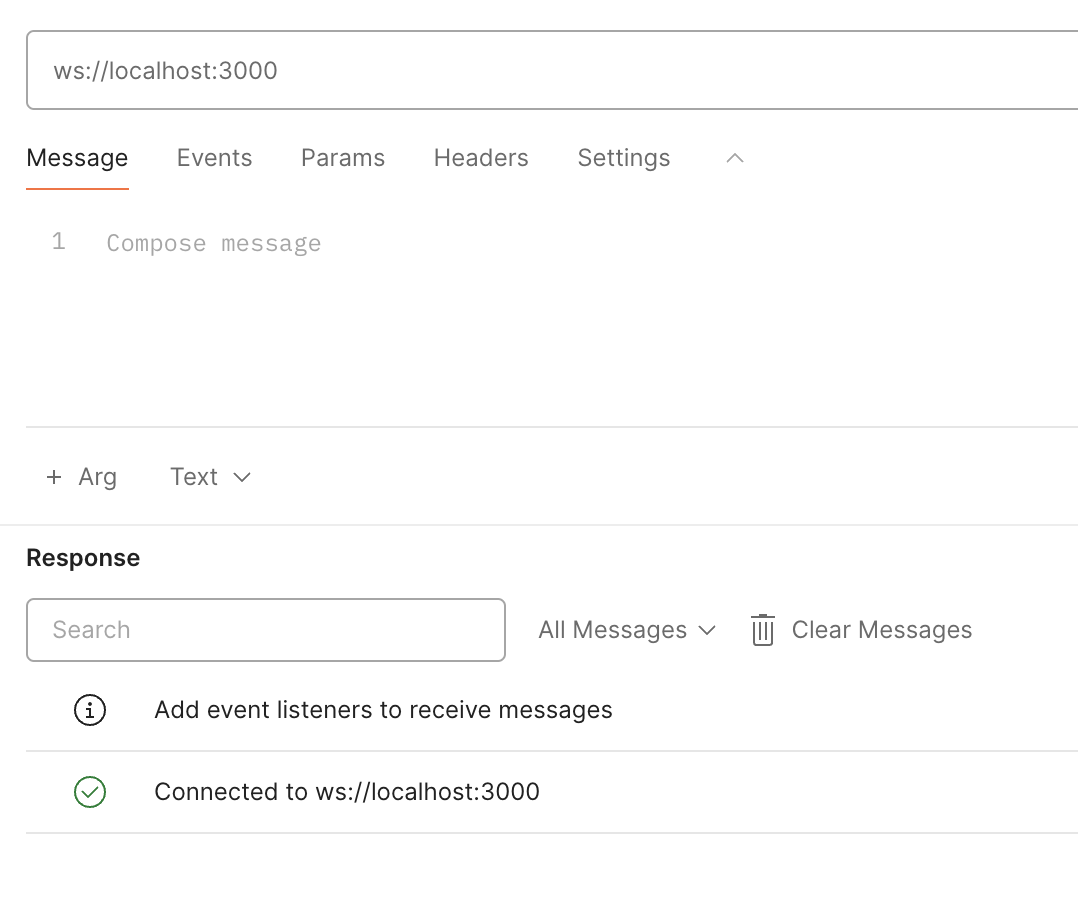 ws://localhost:3000
Message Events Params Headers Settings
1 Compose message
+ Arg Text
Response
Search All Messages Clear Messages
Add event listeners to receive messages
Connected to ws://localhost:3000